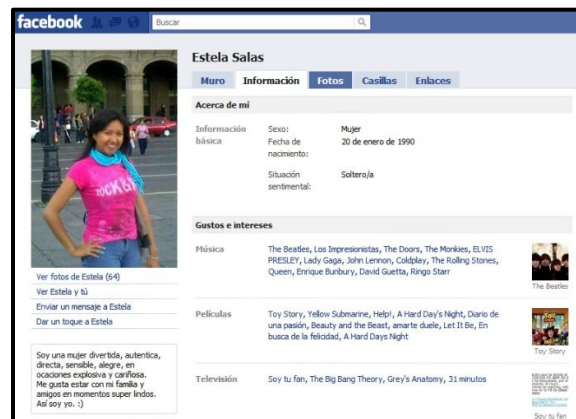 facebook
Buscar
Estela Salas
Muro Información Fotos Casillas Enlaces
Acerca de mí
Información básica
Sexo: Mujer
Fecha de nacimiento: 20 de enero de 1990
Situación sentimental: Soltero/a
Gustos e intereses
Música
The Beatles, Los Impresionistas, The Doors, The Monkies, ELVIS
PRESLEY, Lady Gaga, John Lennon, Coldplay, The Rolling Stones,
Queen, Enrique Bunbury, David Guetta, Ringo Starr
The Beatles
Películas
Toy Story, Yellow Submarine, Help!, A Hard Day's Night, Diario de
una pasión, Beauty and the Beast, amarte duele, Let It Be, En
busca de la felicidad, A Hard Days Night
Toy Story
Televisión
Soy tu fan, The Big Bang Theory, Grey's Anatomy, 31 minutos
Soy tu fan
ROCK &
Ver fotos de Estela (64)
Ver Estela y tú
Enviar un mensaje a Estela
Dar un toque a Estela
Soy una mujer divertida, autentica,
directa, sensible, alegre, en
ocaciones explosiva y cariñosa.
Me gusta estar con mi familia y
amigos en momentos super lindos.
Así soy yo. :)